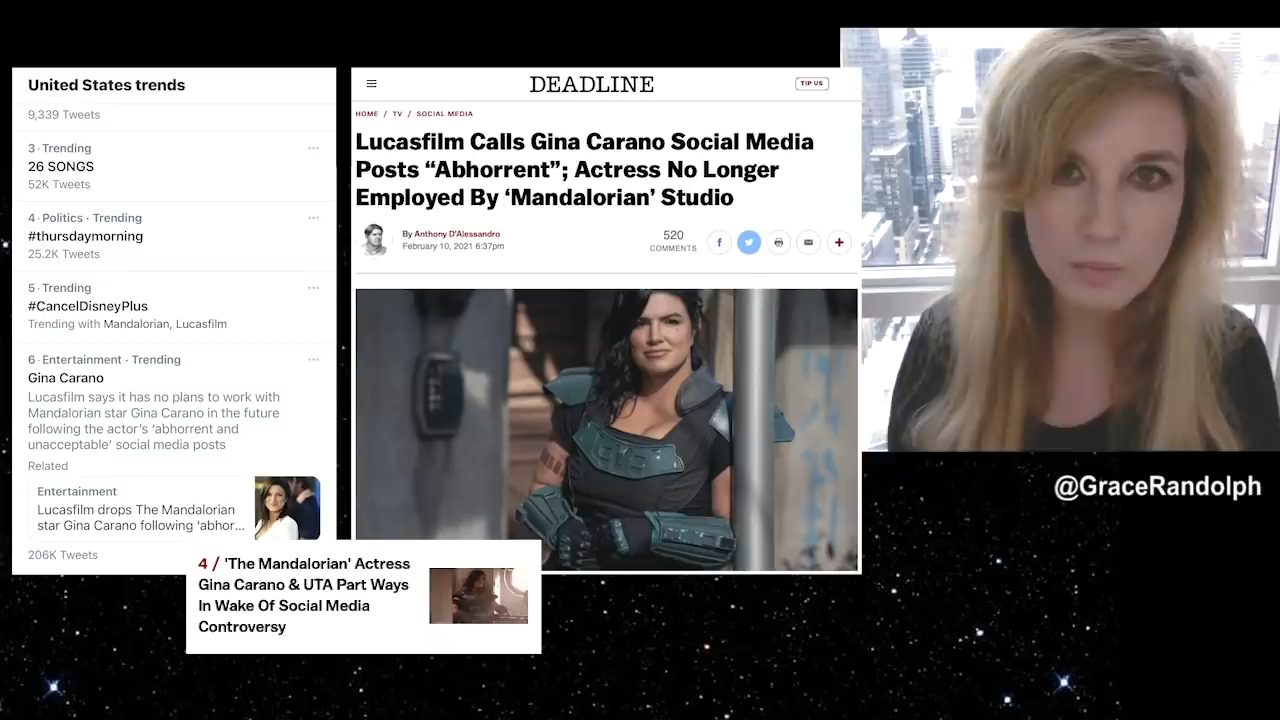 United States trends
9,339 Tweets
3 · Trending
26 SONGS
52K Tweets
4 · Politics · Trending
#thursdaymorning
25.2K Tweets
5 · Trending
#CancelDisneyPlus
Trending with Mandalorian, Lucasfilm
6 · Entertainment · Trending
Gina Carano
Lucasfilm says it has no plans to work with
Mandalorian star Gina Carano in the future
following the actor's 'abhorrent and
unacceptable' social media posts
Related
Entertainment
Lucasfilm drops The Mandalorian
star Gina Carano following 'abhor...
206K Tweets
DEADLINE
TIP US
HOME / TV / SOCIAL MEDIA
Lucasfilm Calls Gina Carano Social Media
Posts “Abhorrent”; Actress No Longer
Employed By ‘Mandalorian’ Studio
By Anthony D'Alessandro
February 10, 2021 6:37pm
520
COMMENTS
4 / 'The Mandalorian' Actress
Gina Carano & UTA Part Ways
In Wake Of Social Media
Controversy
@GraceRandolph